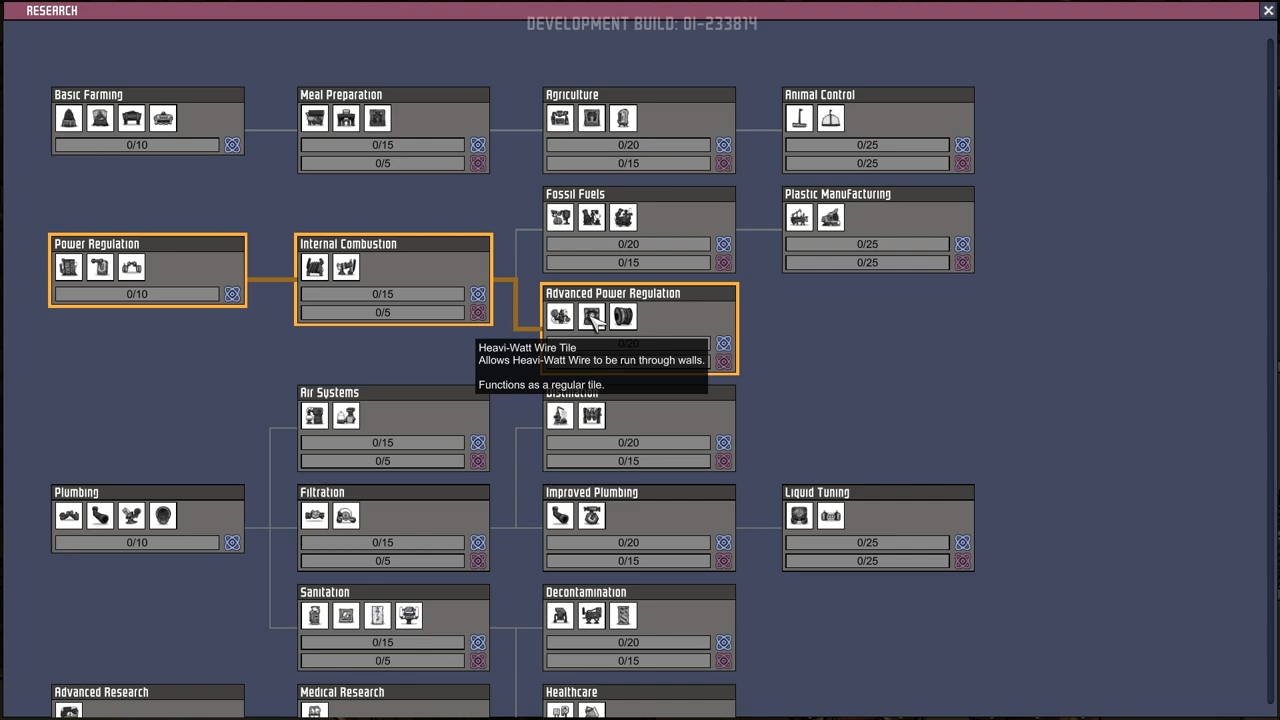 RESEARCH
DEVELOPMENT BUILD: OI-233814
Basic Farming
Meal Preparation
Agriculture
Animal Control
0/10
0/15
0/20
0/25
0/5
0/15
0/25
Fossil Fuels
Plastic Manufacturing
0/20
0/25
0/15
0/25
Power Regulation
Internal Combustion
0/10
0/15
0/5
Advanced Power Regulation
0/20
Heavi-Watt Wire Tile
Allows Heavi-Watt Wire to be run through walls.
Functions as a regular tile.
Air Systems
Distillation
0/15
0/20
0/5
0/15
Plumbing
Filtration
Improved Plumbing
Liquid Tuning
0/10
0/15
0/20
0/25
0/5
0/15
0/25
Sanitation
Decontamination
0/15
0/20
0/5
0/15
Advanced Research
Medical Research
Healthcare